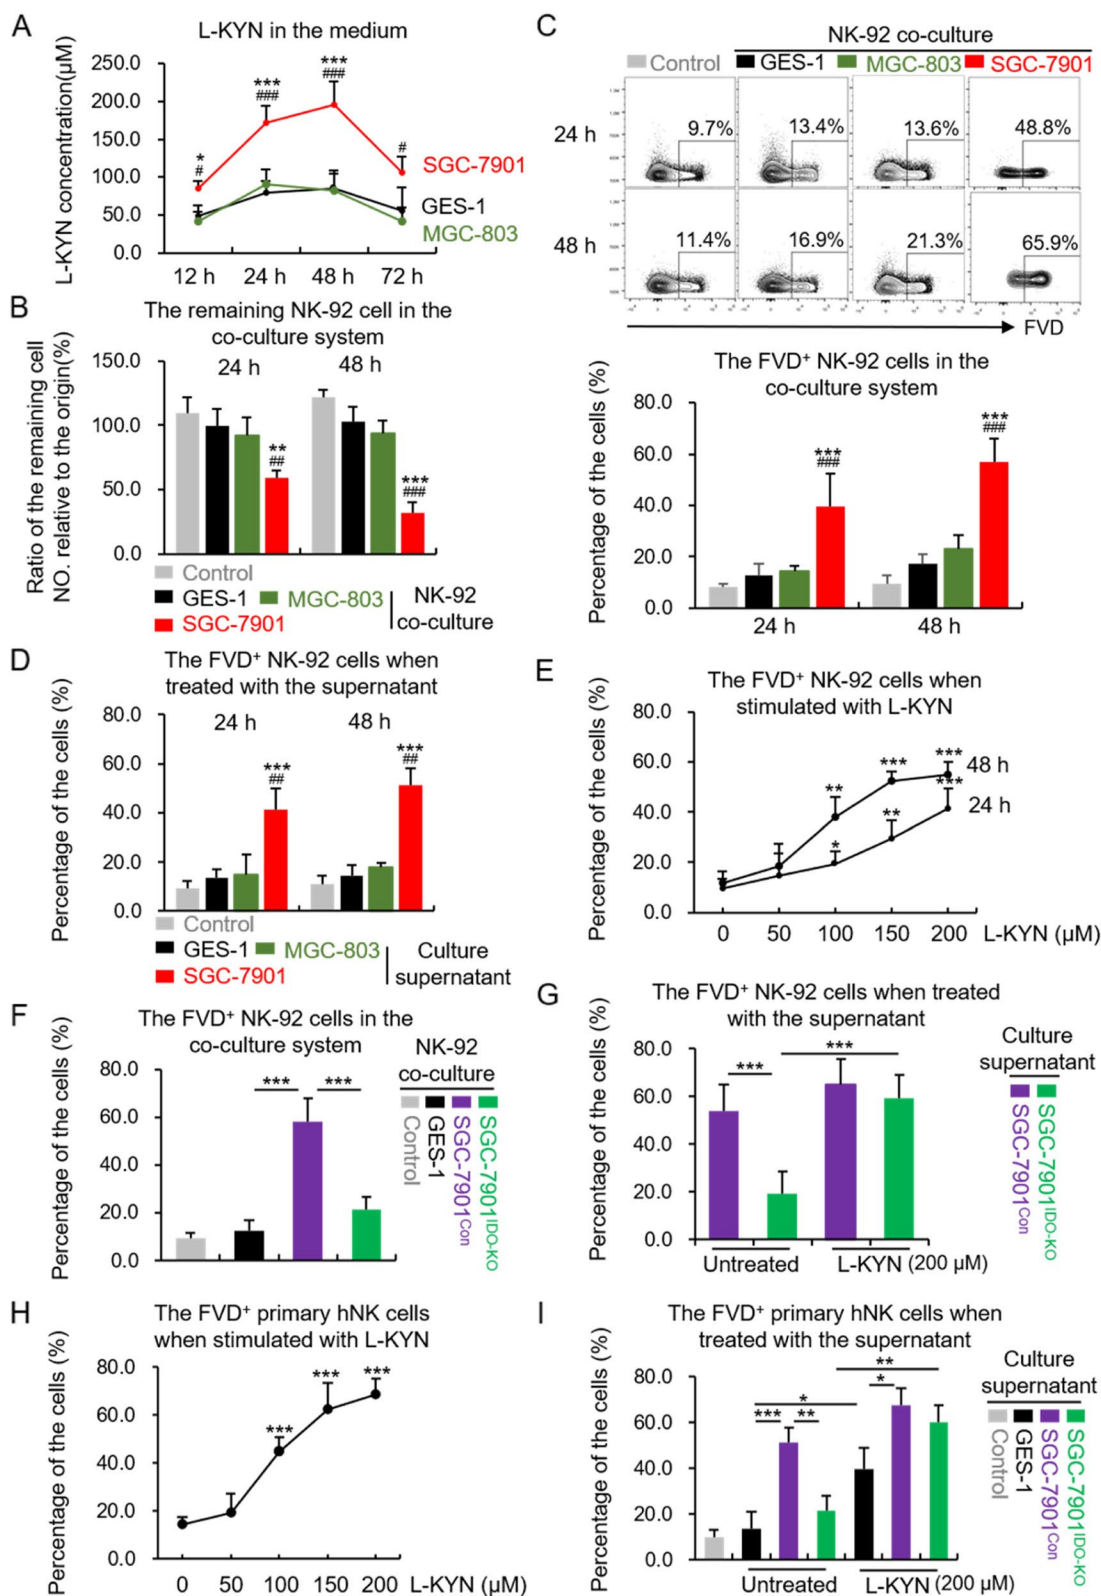 A
L-KYN in the medium
L-KYN concentration(μM)
250.0
200.0
150.0
100.0
50.0
0.0
*
#
***
###
***
###
#
SGC-7901
GES-1
MGC-803
12 h 24 h 48 h 72 h
B
The remaining NK-92 cell in the
co-culture system
Ratio of the remaining cell
NO. relative to the origin(%)
150.0
100.0
50.0
0.0
24 h 48 h
**
##
***
###
Control
GES-1 MGC-803
SGC-7901
NK-92
co-culture
C
NK-92 co-culture
Control GES-1 MGC-803 SGC-7901
24 h
9.7% 13.4% 13.6% 48.8%
48 h
11.4% 16.9% 21.3% 65.9%
FVD
The FVD⁺ NK-92 cells in the
co-culture system
Percentage of the cells (%)
80.0
60.0
40.0
20.0
0.0
***
###
***
###
24 h 48 h
D
The FVD⁺ NK-92 cells when
treated with the supernatant
Percentage of the cells (%)
80.0
60.0
40.0
20.0
0.0
24 h 48 h
***
##
***
##
Control
GES-1 MGC-803
SGC-7901
Culture
supernatant
E
The FVD⁺ NK-92 cells when
stimulated with L-KYN
Percentage of the cells (%)
80.0
60.0
40.0
20.0
0.0
** *** ***
* ** ***
48 h
24 h
0 50 100 150 200 L-KYN (μM)
F
The FVD⁺ NK-92 cells in the
co-culture system
Percentage of the cells (%)
80.0
60.0
40.0
20.0
0.0
*** ***
NK-92
co-culture
Control
GES-1
SGC-7901Con
SGC-7901IDO-KO
G
The FVD⁺ NK-92 cells when treated
with the supernatant
Percentage of the cells (%)
80.0
60.0
40.0
20.0
0.0
*** ***
Untreated L-KYN (200 μM)
Culture
supernatant
SGC-7901Con
SGC-7901IDO-KO
H
The FVD⁺ primary hNK cells
when stimulated with L-KYN
Percentage of the cells (%)
80.0
60.0
40.0
20.0
0.0
*** *** ***
0 50 100 150 200 L-KYN (μM)
I
The FVD⁺ primary hNK cells when
treated with the supernatant
Percentage of the cells (%)
80.0
60.0
40.0
20.0
0.0
**
* *
*** **
Untreated L-KYN (200 μM)
Culture
supernatant
Control
GES-1
SGC-7901Con
SGC-7901IDO-KO